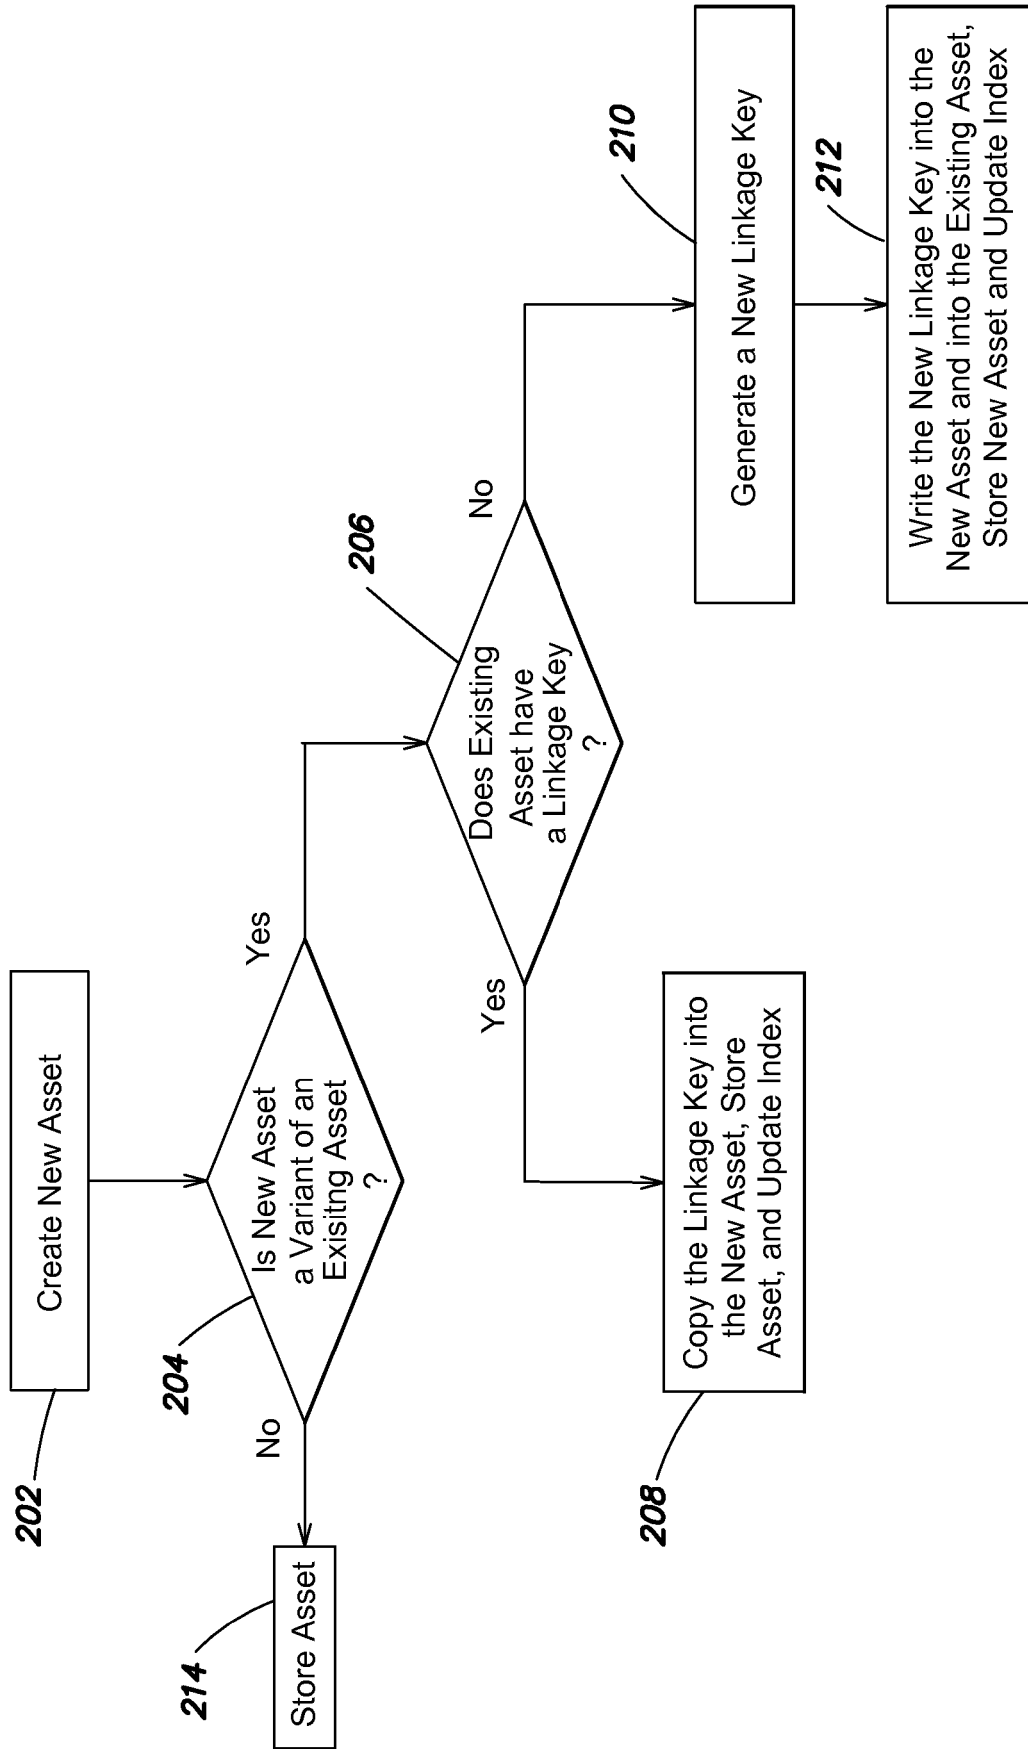 202
Create New Asset
204
Is New Asset
a Variant of an
Exisitng Asset
?
No
Yes
214
Store Asset
206
Does Existing
Asset have
a Linkage Key
?
Yes
No
208
Copy the Linkage Key into
the New Asset, Store
Asset, and Update Index
210
Generate a New Linkage Key
212
Write the New Linkage Key into the
New Asset and into the Existing Asset,
Store New Asset and Update Index